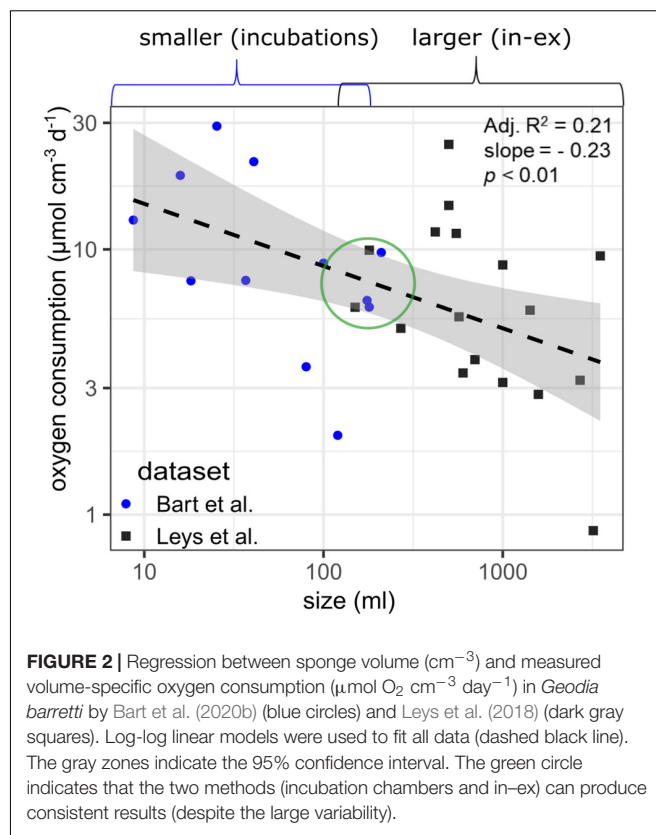 smaller (incubations)
larger (in-ex)
Adj. R² = 0.21
slope = - 0.23
p < 0.01
30
10
3
1
oxygen consumption (μmol cm⁻³ d⁻¹)
dataset
Bart et al.
Leys et al.
10
100
1000
size (ml)
FIGURE 2 | Regression between sponge volume (cm⁻³) and measured
volume-specific oxygen consumption (μmol O₂ cm⁻³ day⁻¹) in Geodia
barretti by Bart et al. (2020b) (blue circles) and Leys et al. (2018) (dark gray
squares). Log-log linear models were used to fit all data (dashed black line).
The gray zones indicate the 95% confidence interval. The green circle
indicates that the two methods (incubation chambers and in–ex) can produce
consistent results (despite the large variability).